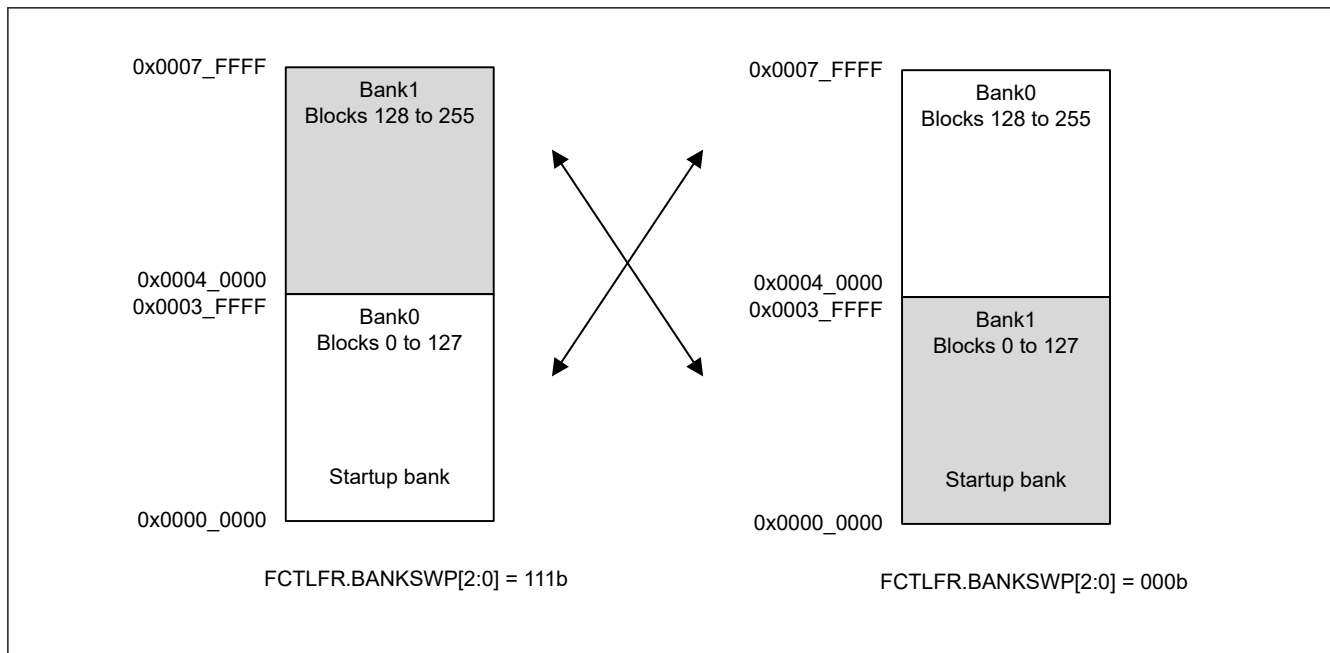 0x0007_FFFF
Bank1
Blocks 128 to 255
0x0004_0000
0x0003_FFFF
Bank0
Blocks 0 to 127
Startup bank
0x0000_0000
FCTLFR.BANKSWP[2:0] = 111b
0x0007_FFFF
Bank0
Blocks 128 to 255
0x0004_0000
0x0003_FFFF
Bank1
Blocks 0 to 127
Startup bank
0x0000_0000
FCTLFR.BANKSWP[2:0] = 000b